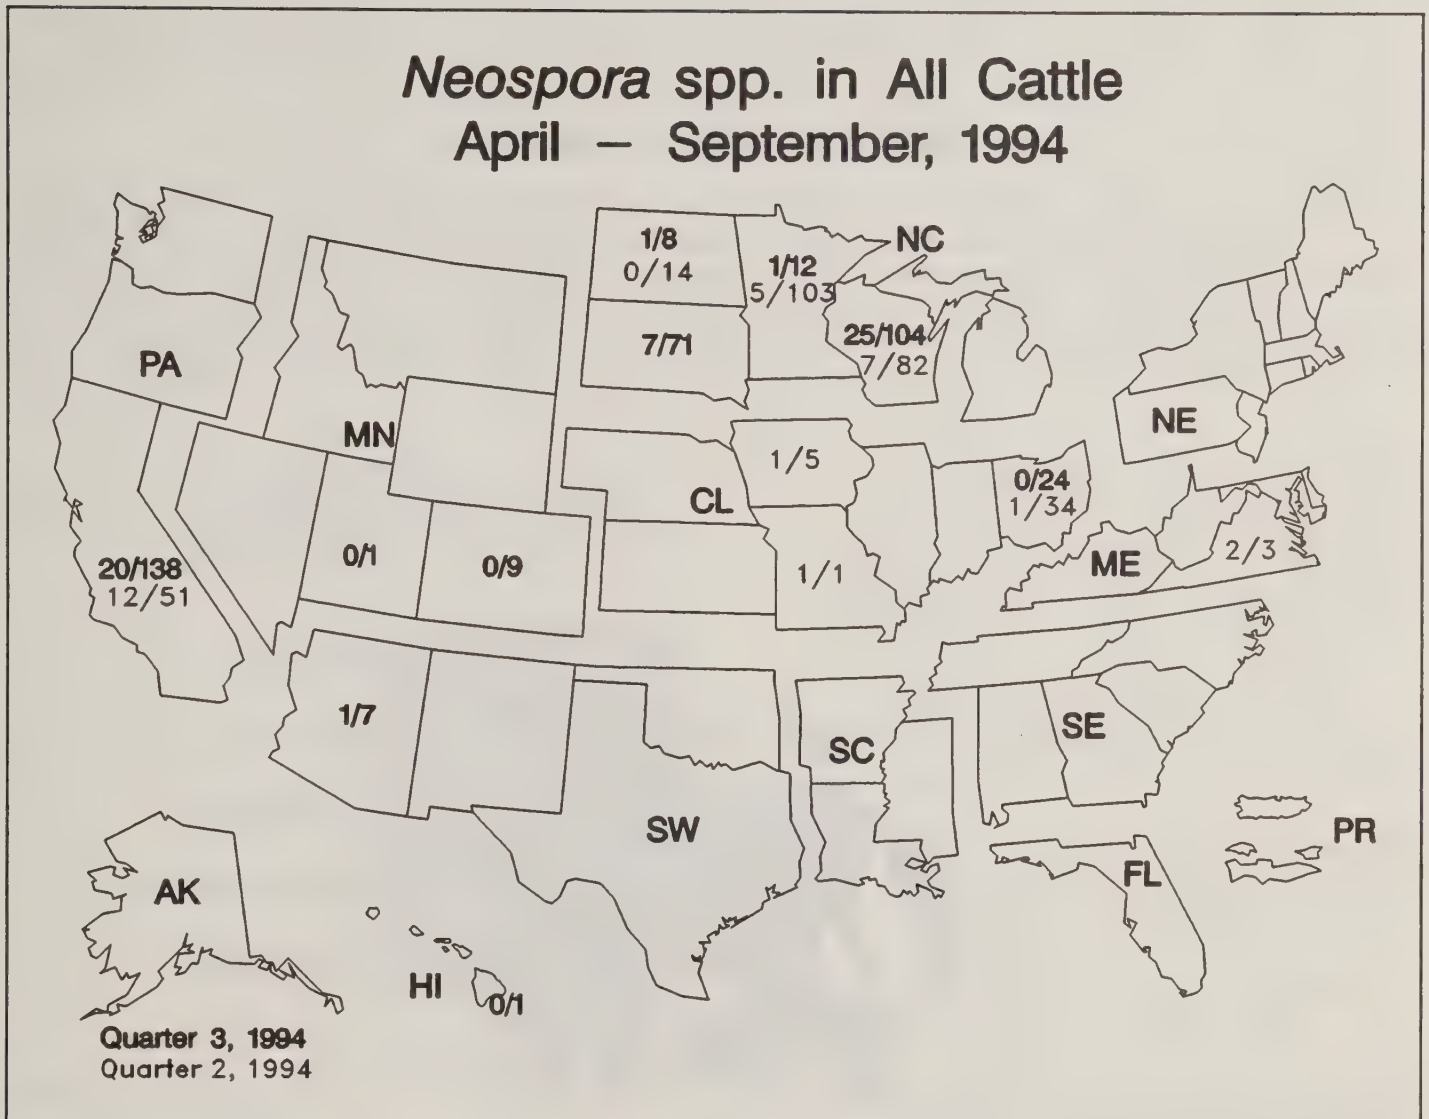 Neospora spp. in All Cattle
April – September, 1994
NC
1/8
0/14
1/12
5/103
7/71
25/104
7/82
PA
MN
NE
CL
1/5
0/24
1/34
20/138
12/51
0/1
0/9
1/1
ME
2/3
1/7
SC
SE
SW
PR
FL
AK
HI
0/1
Quarter 3, 1994
Quarter 2, 1994